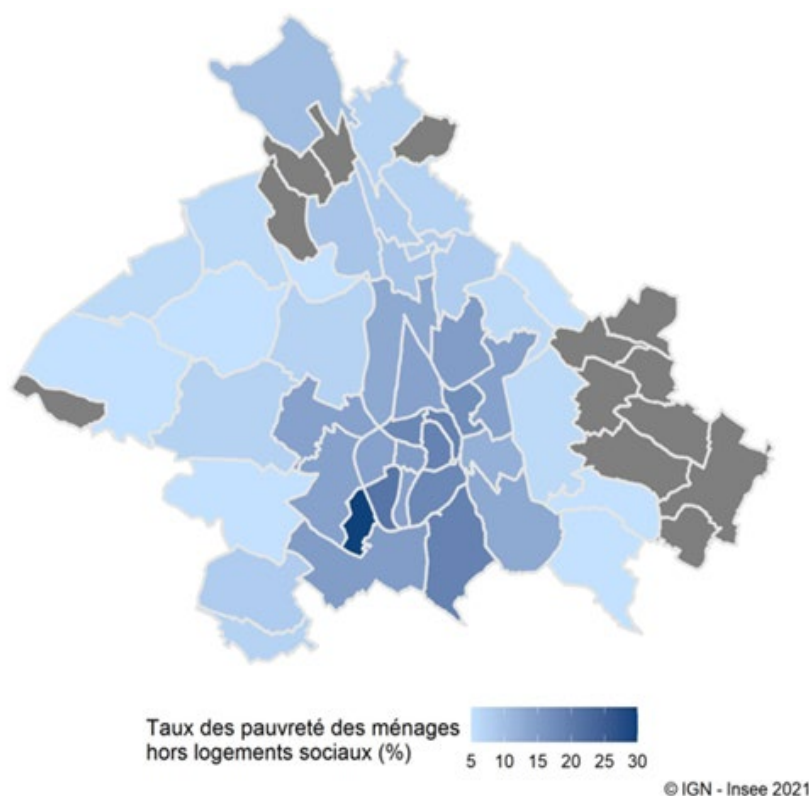 Taux des pauvreté des ménages
hors logements sociaux (%)
5 10 15 20 25 30
© IGN - Insee 2021